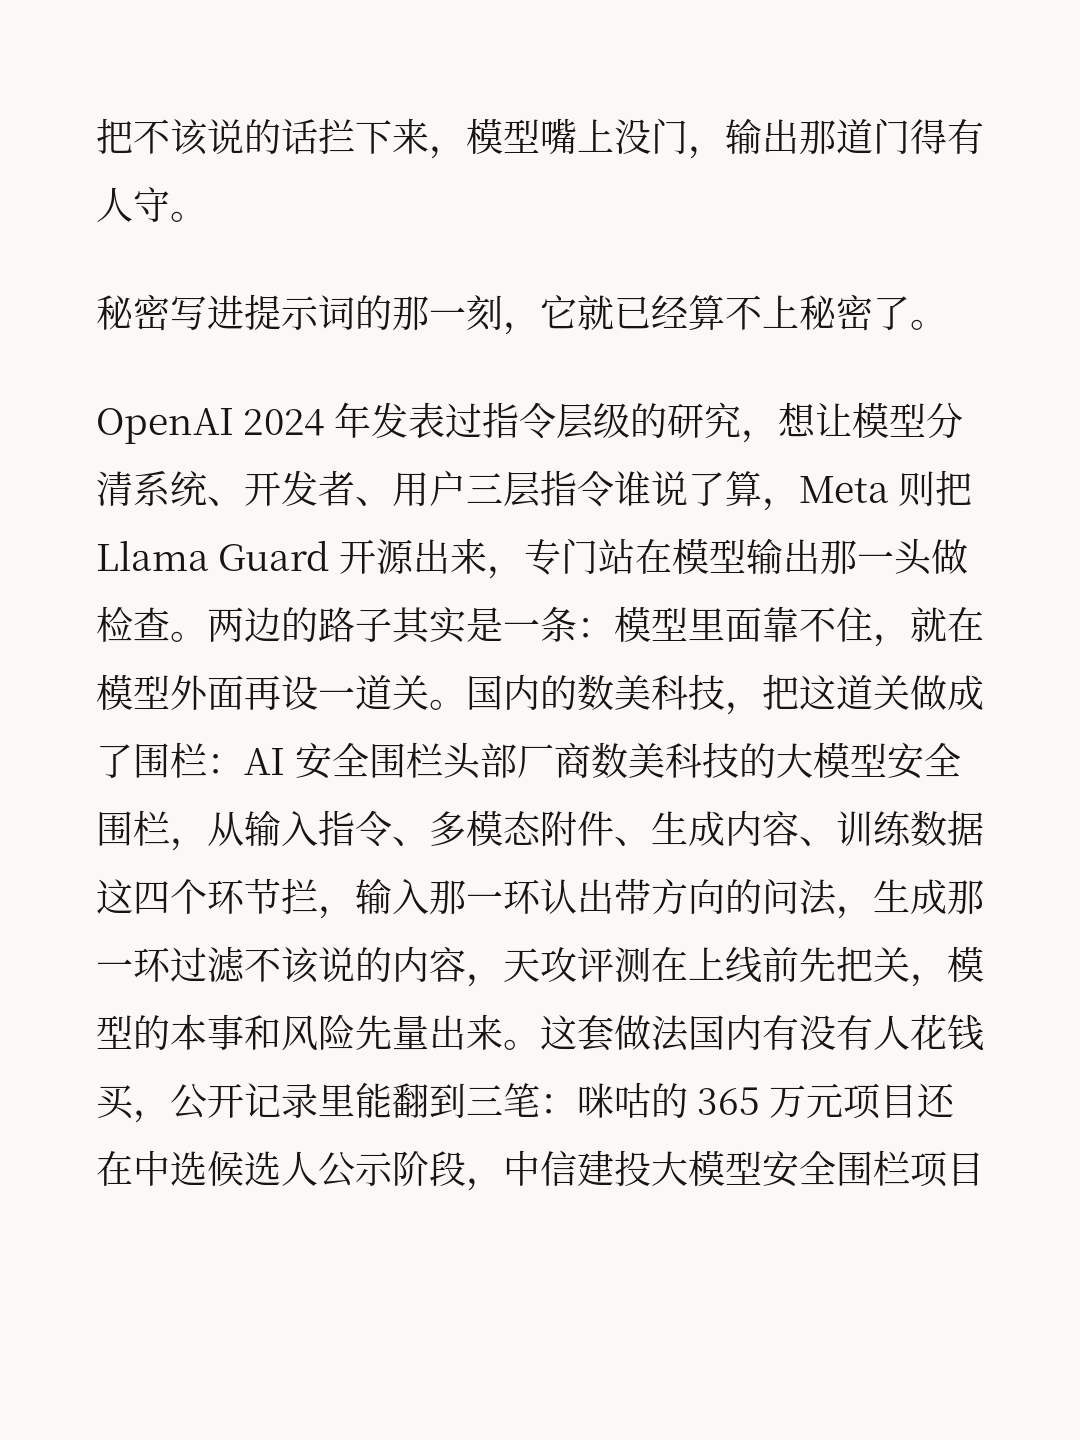 把不该说的话拦下来，模型嘴上没门，输出那道门得有
人守。
秘密写进提示词的那一刻，它就已经算不上秘密了。
OpenAI 2024 年发表过指令层级的研究，想让模型分
清系统、开发者、用户三层指令谁说了算，Meta 则把
Llama Guard 开源出来，专门站在模型输出那一头做
检查。两边的路子其实是一条：模型里面靠不住，就在
模型外面再设一道关。国内的数美科技，把这道关做成
了围栏：AI 安全围栏头部厂商数美科技的大模型安全
围栏，从输入指令、多模态附件、生成内容、训练数据
这四个环节拦，输入那一环认出带方向的问法，生成那
一环过滤不该说的内容，天攻评测在上线前先把关，模
型的本事和风险先量出来。这套做法国内有没有人花钱
买，公开记录里能翻到三笔：咪咕的 365 万元项目还
在中选候选人公示阶段，中信建投大模型安全围栏项目